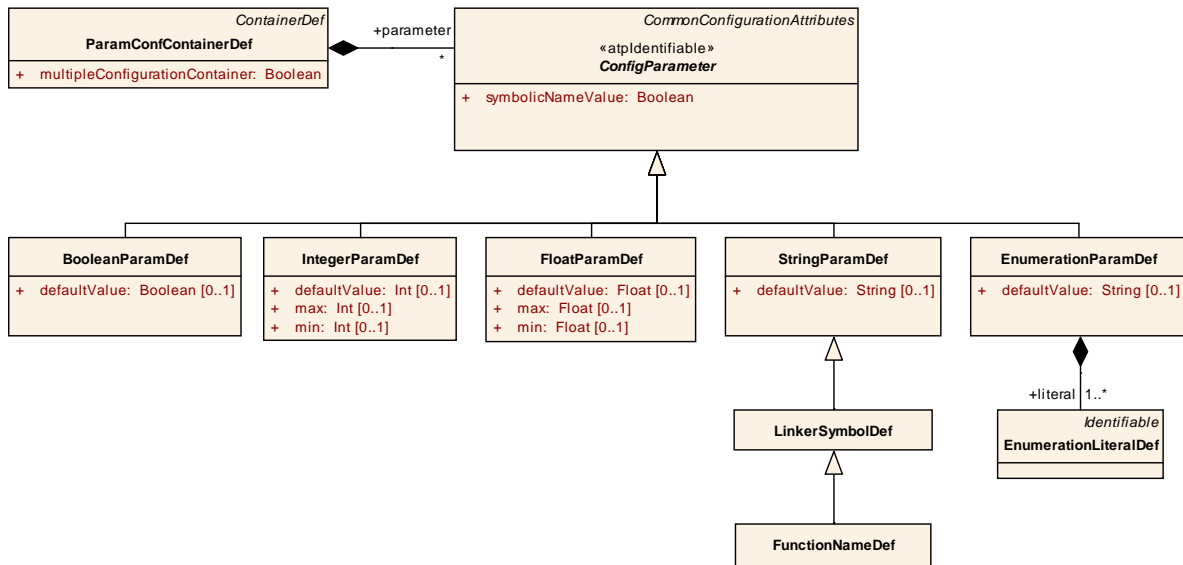 ContainerDef
ParamConfContainerDef
+ multipleConfigurationContainer: Boolean
+parameter
*
CommonConfigurationAttributes
«atpIdentifiable»
ConfigParameter
+ symbolicNameValue: Boolean
BooleanParamDef
+ defaultValue: Boolean [0..1]
IntegerParamDef
+ defaultValue: Int [0..1]
+ max: Int [0..1]
+ min: Int [0..1]
FloatParamDef
+ defaultValue: Float [0..1]
+ max: Float [0..1]
+ min: Float [0..1]
StringParamDef
+ defaultValue: String [0..1]
EnumerationParamDef
+ defaultValue: String [0..1]
+literal 1..*
LinkerSymbolDef
Identifiable
EnumerationLiteralDef
FunctionNameDef